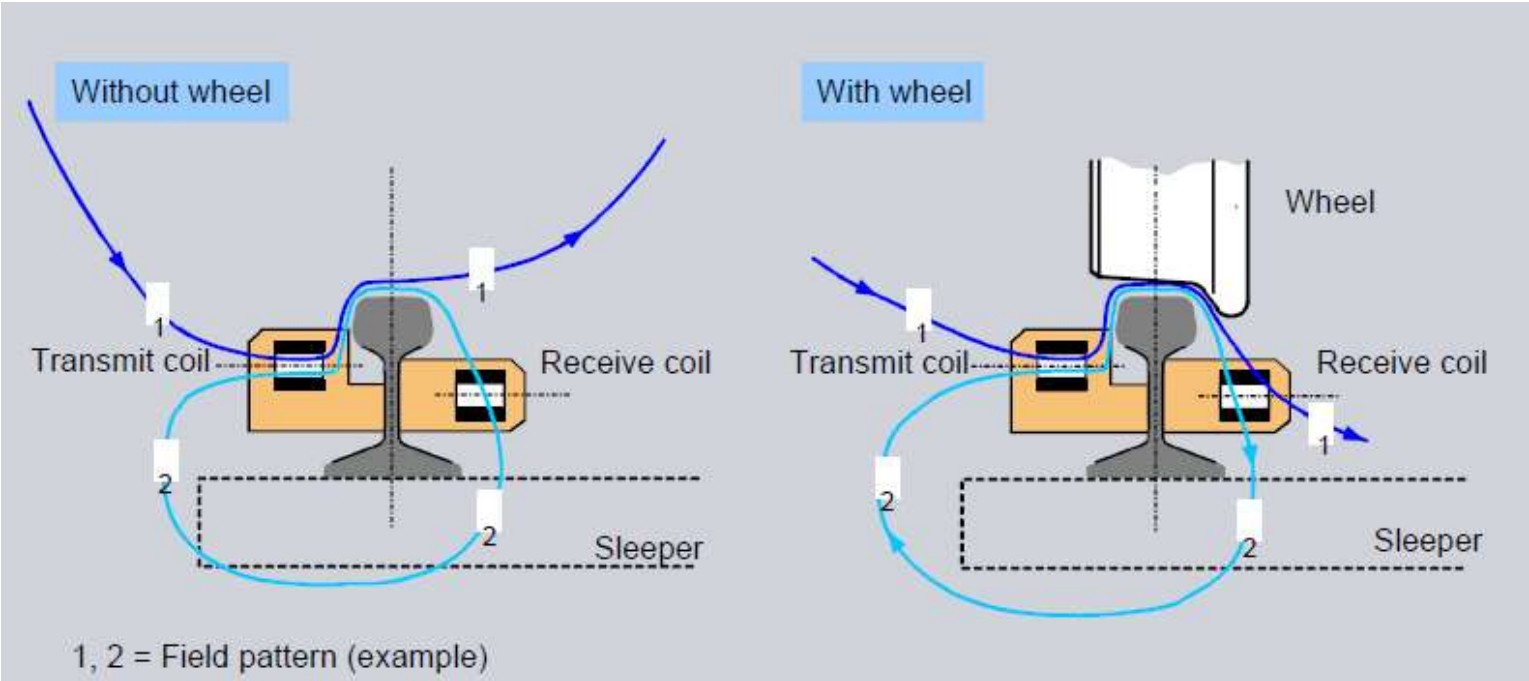 Without wheel
With wheel
Wheel
1
1
1
Transmit coil
Receive coil
Transmit coil
Receive coil
1
2
2
2
2
Sleeper
Sleeper
1, 2 = Field pattern (example)